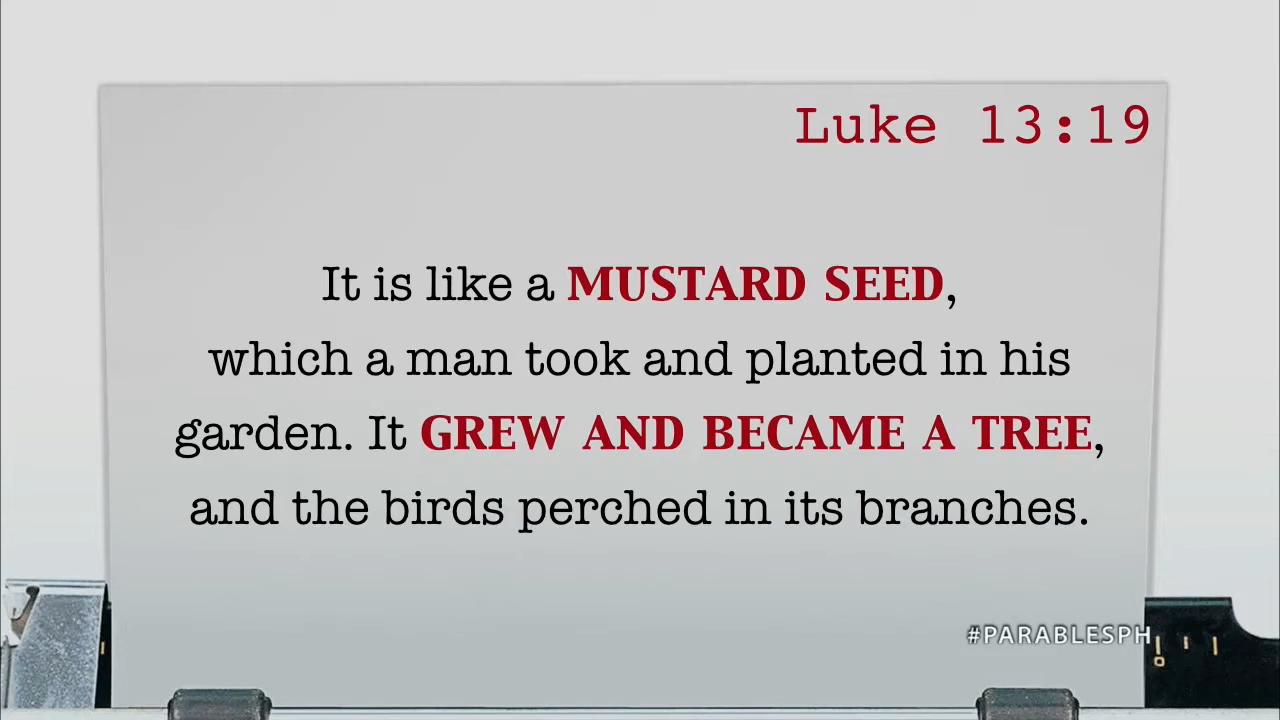 Luke 13:19
It is like a MUSTARD SEED,
which a man took and planted in his
garden. It GREW AND BECAME A TREE,
and the birds perched in its branches.
#PARABLESPH